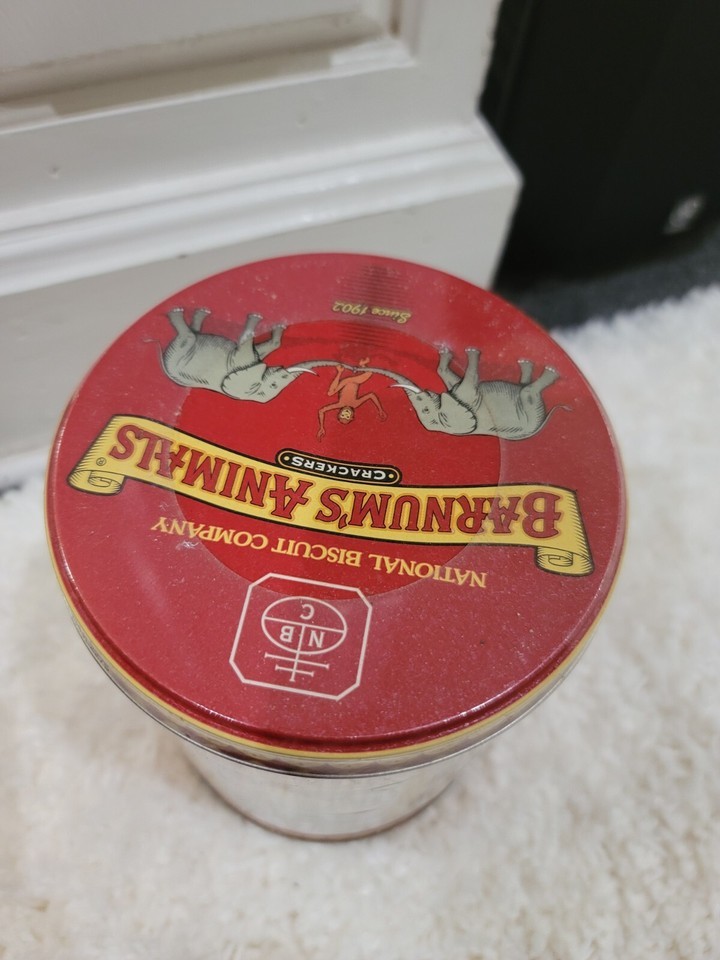 N B
C
NATIONAL BISCUIT COMPANY
BARNUM'S ANIMALS®
CRACKERS
Since 1902